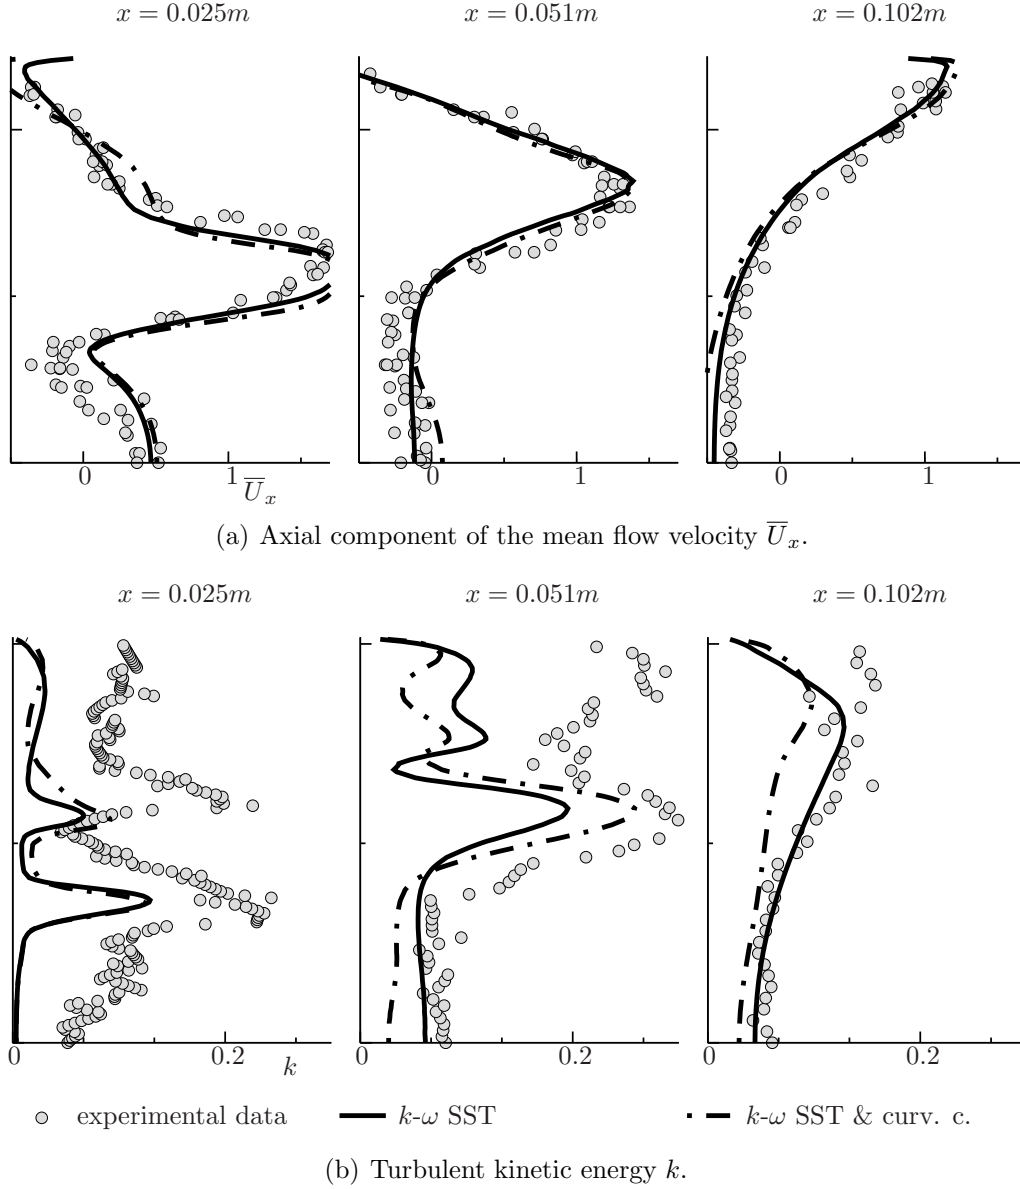 x = 0.025m x = 0.051m x = 0.102m
0 1 0 1 0 1
U̅x
(a) Axial component of the mean flow velocity U̅x.
x = 0.025m x = 0.051m x = 0.102m
0 0.2 0 0.2 0 0.2
k
experimental data k-ω SST k-ω SST & curv. c.
(b) Turbulent kinetic energy k.